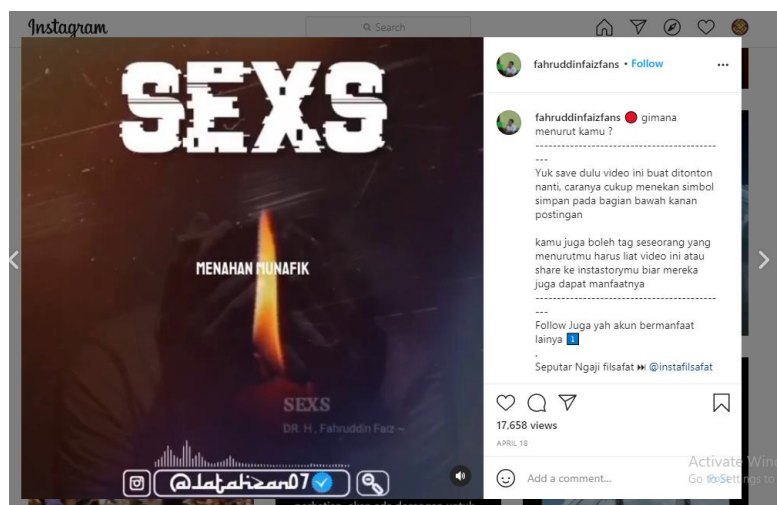 Instagram
Search
SEXS
MENAHAN MUNAFIK
SEXS
DR. H , Fahruddin Faiz ~
@Jatahzan07
fahruddinfaizfans • Follow
fahruddinfaizfans 🔴 gimana
menurut kamu ?
------------------------------------------
---
Yuk save dulu video ini buat ditonton
nanti, caranya cukup menekan simbol
simpan pada bagian bawah kanan
postingan
kamu juga boleh tag seseorang yang
menurutmu harus liat video ini atau
share ke instastorymu biar mereka
juga dapat manfaatnya
------------------------------------------
---
Follow Juga yah akun bermanfaat
lainya 1
.
Seputar Ngaji filsafat ⏭ @instafilsafat
17,658 views
APRIL 18
Add a comment...
Post
Activate Win
Go to Settings to